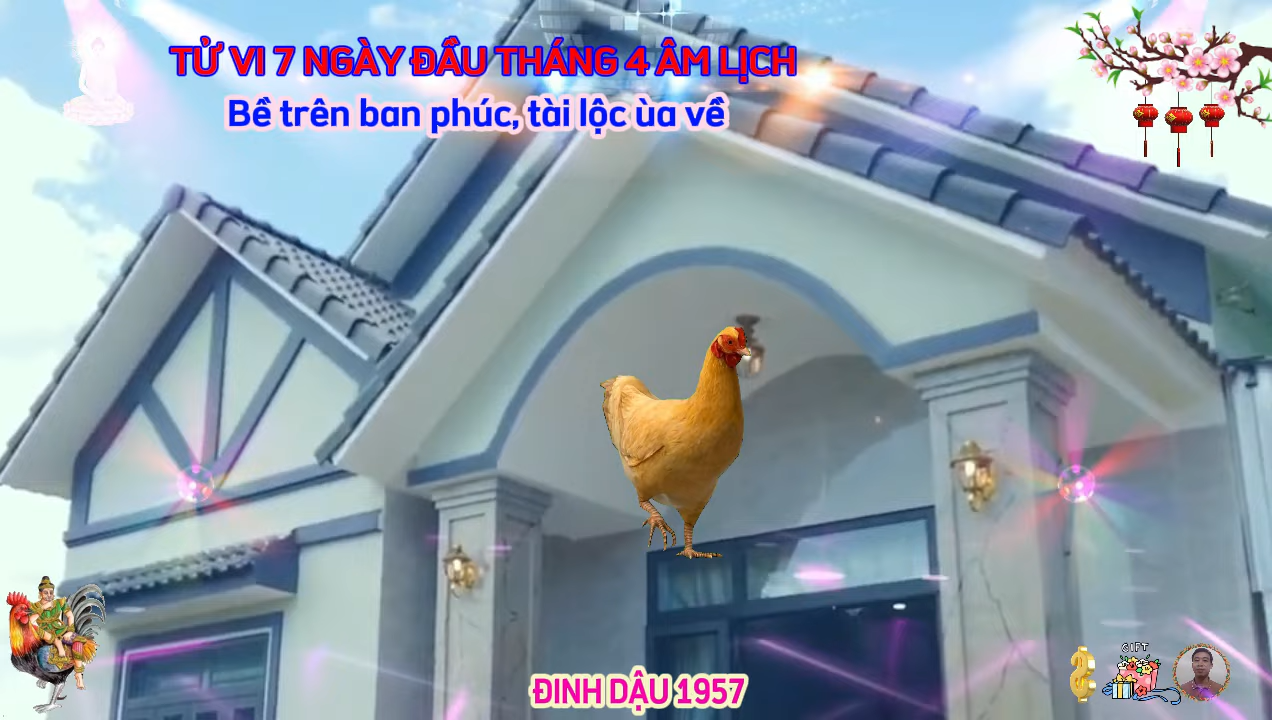 TỬ VI 7 NGÀY ĐẦU THÁNG 4 ÂM LỊCH
Bề trên ban phúc, tài lộc ùa về
GIFT
ĐINH DẬU 1957